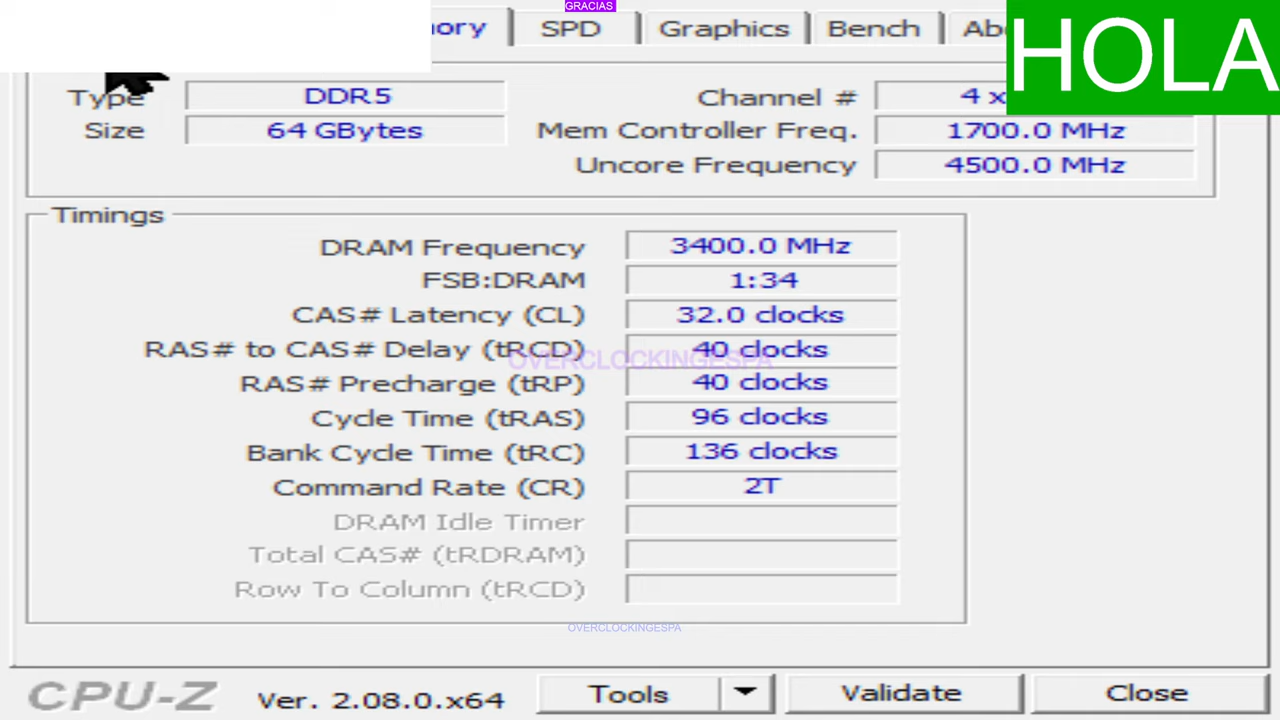 GRACIAS
ory SPD Graphics Bench Ab
HOLA
Type DDR5 Channel # 4 x
Size 64 GBytes Mem Controller Freq. 1700.0 MHz
Uncore Frequency 4500.0 MHz
Timings
DRAM Frequency 3400.0 MHz
FSB:DRAM 1:34
CAS# Latency (CL) 32.0 clocks
RAS# to CAS# Delay (tRCD) 40 clocks
OVERCLOCKINGESPA
RAS# Precharge (tRP) 40 clocks
Cycle Time (tRAS) 96 clocks
Bank Cycle Time (tRC) 136 clocks
Command Rate (CR) 2T
DRAM Idle Timer
Total CAS# (tRDRAM)
Row To Column (tRCD)
OVERCLOCKINGESPA
CPU-Z Ver. 2.08.0.x64 Tools Validate Close